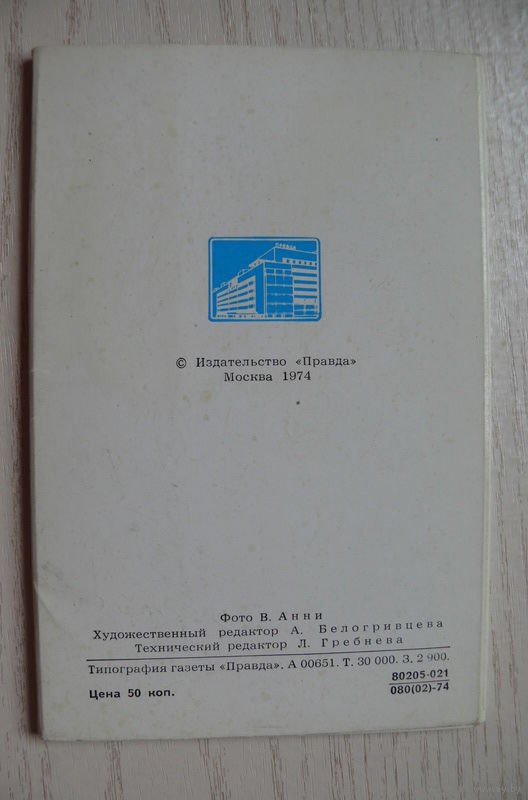 ПРАВДА
© Издательство «Правда»
Москва 1974
Фото В. Анни
Художественный редактор А. Белогривцева
Технический редактор Л. Гребнева
Типография газеты «Правда». А 00651. Т. 30 000. З. 2 900.
Цена 50 коп.
80205-021
080(02)-74